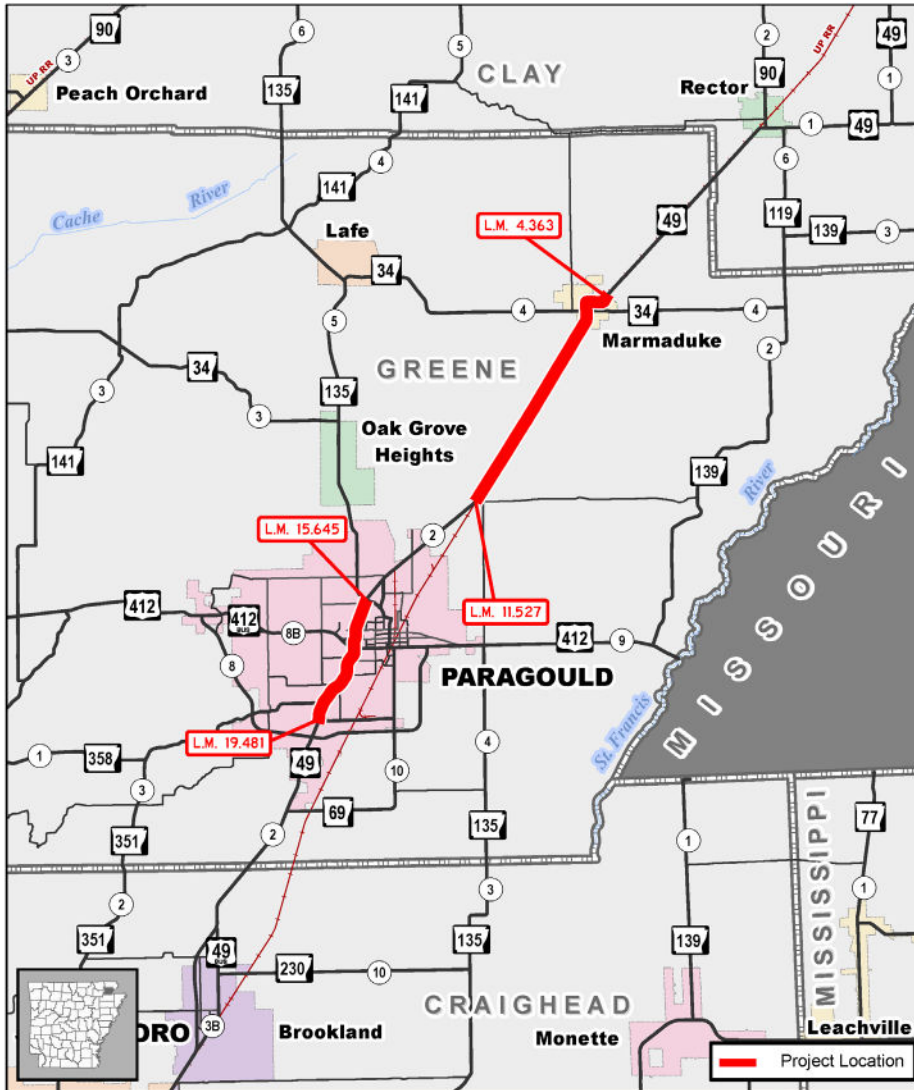 90
3
UP RR
Peach Orchard
6
135
5
CLAY
141
2
90
UP RR
49
1
Rector
1
49
4
6
141
Cache River
119
139
3
49
L.M. 4.363
Lafe
34
4
34
4
Marmaduke
5
2
GREENE
34
3
135
3
Oak Grove
Heights
141
139
River
St. Francis
MISSOURI
L.M. 15.645
2
L.M. 11.527
412
412
BUS
8B
412
9
8
PARAGOULD
L.M. 19.481
1
358
3
49
10
4
69
2
351
135
1
77
2
3
1
351
49
BUS
135
139
MISSISSIPPI
230
10
CRAIGHEAD
ORO
3B
Brookland
Monette
Leachville
Project Location